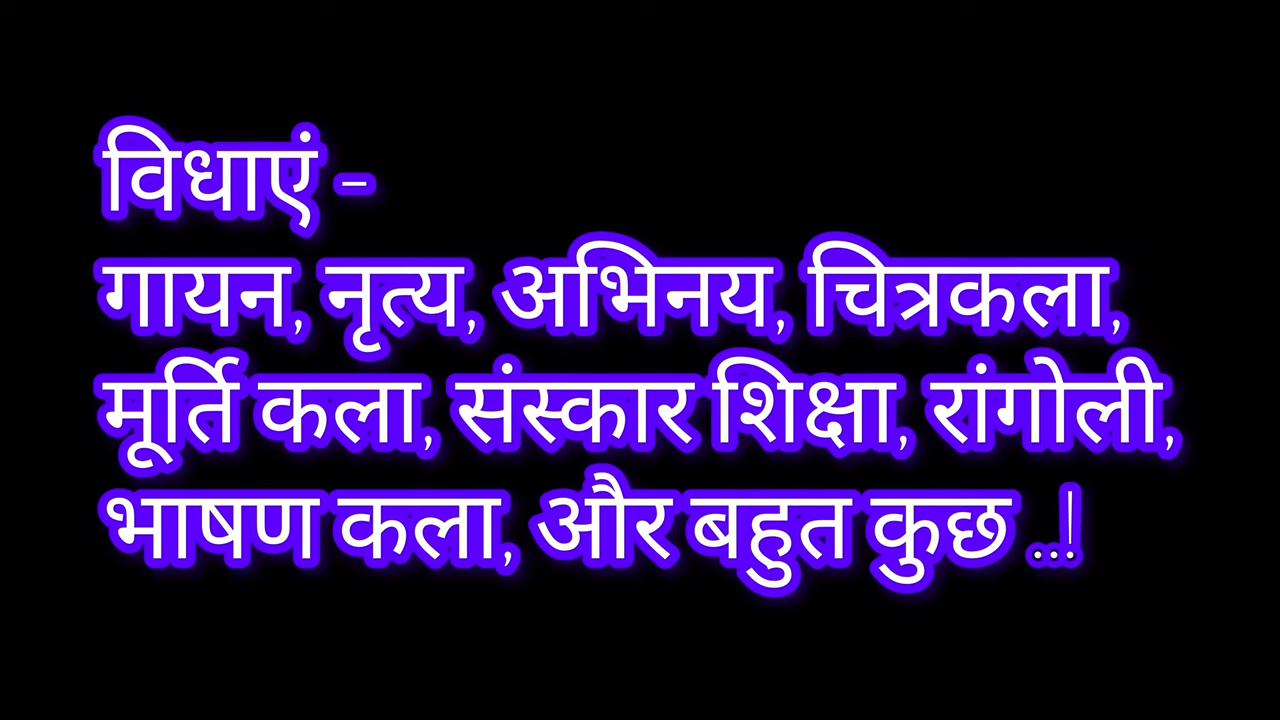 विधाएं -
गायन, नृत्य, अभिनय, चित्रकला,
मूर्ति कला, संस्कार शिक्षा, रांगोली,
भाषण कला, और बहुत कुछ ..!